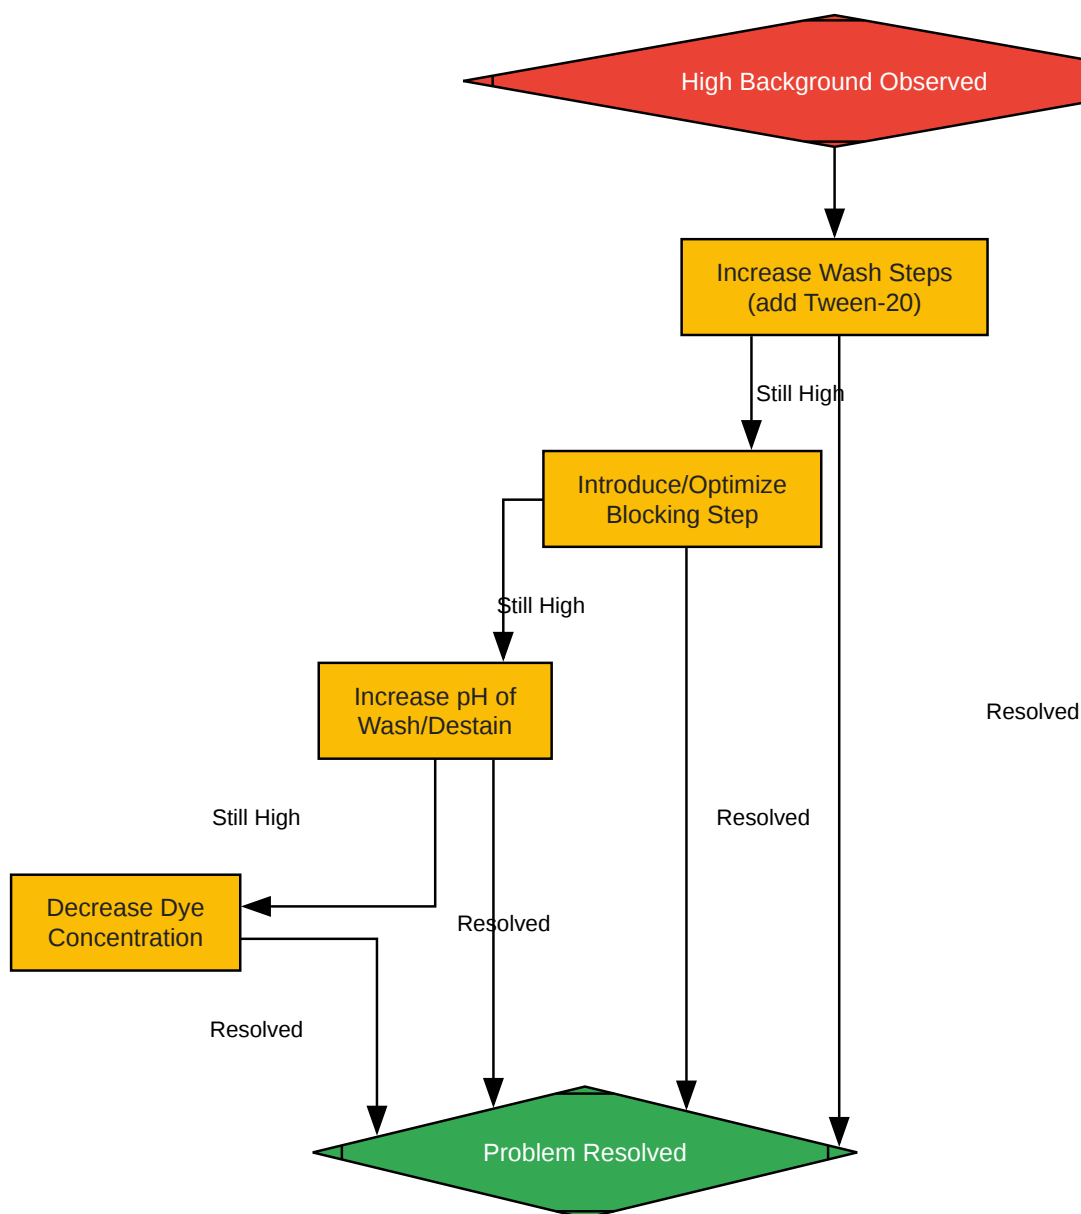 High Background Observed
Increase Wash Steps
(add Tween-20)
Still High
Introduce/Optimize
Blocking Step
Still High
Increase pH of
Wash/Destain
Resolved
Still High
Resolved
Decrease Dye
Concentration
Resolved
Resolved
Problem Resolved